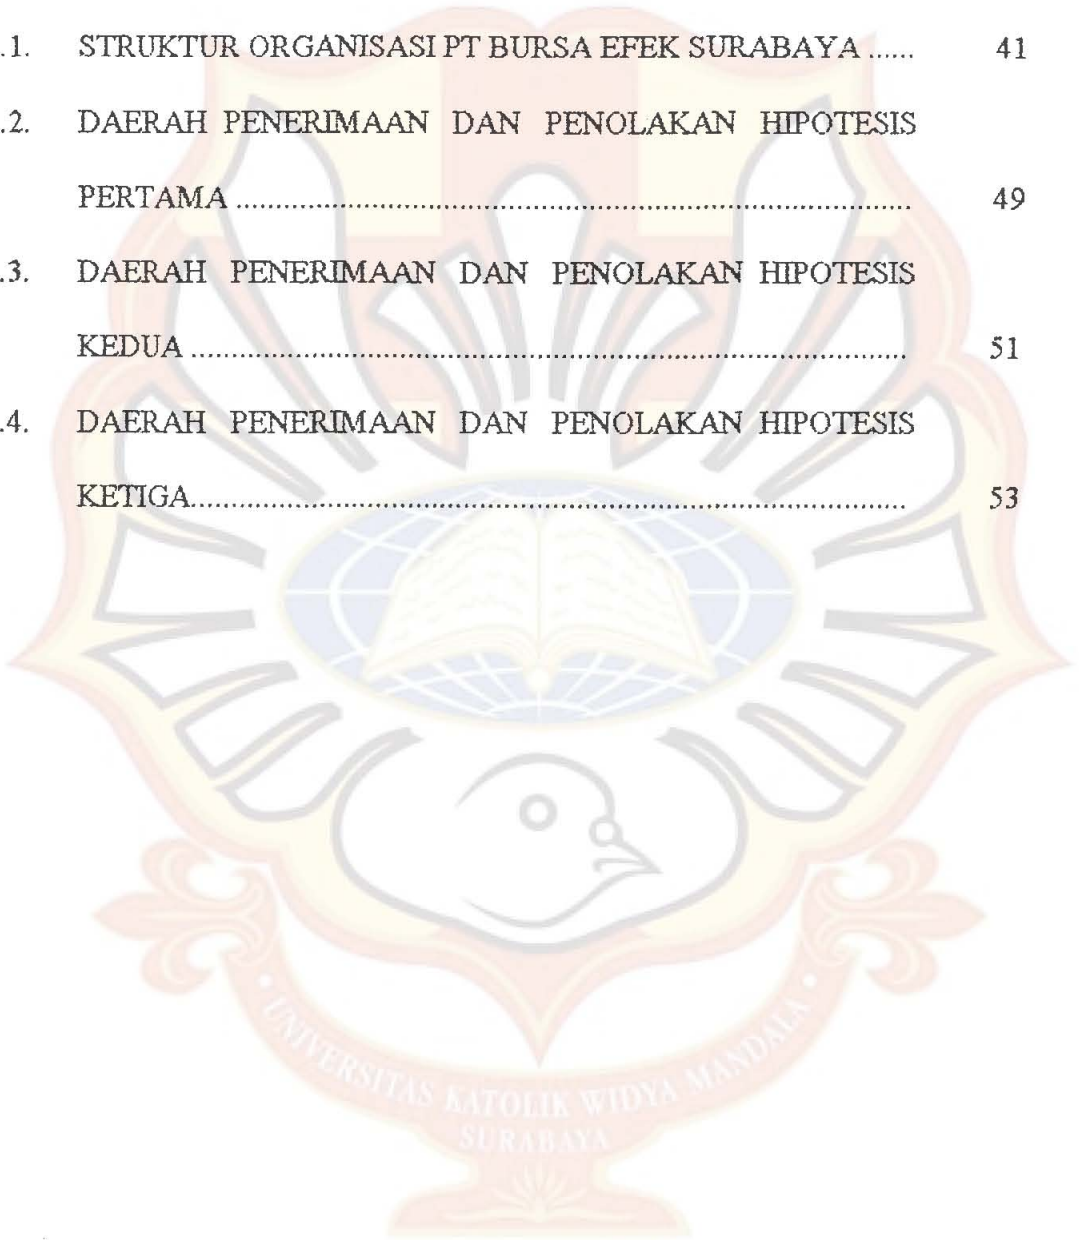 .1. STRUKTUR ORGANISASI PT BURSA EFEK SURABAYA ...... 41
.2. DAERAH PENERIMAAN DAN PENOLAKAN HIPOTESIS
PERTAMA ........................................................................ 49
.3. DAERAH PENERIMAAN DAN PENOLAKAN HIPOTESIS
KEDUA ............................................................................ 51
.4. DAERAH PENERIMAAN DAN PENOLAKAN HIPOTESIS
KETIGA............................................................................ 53
• UNIVERSITAS KATOLIK WIDYA MANDALA •
SURABAYA